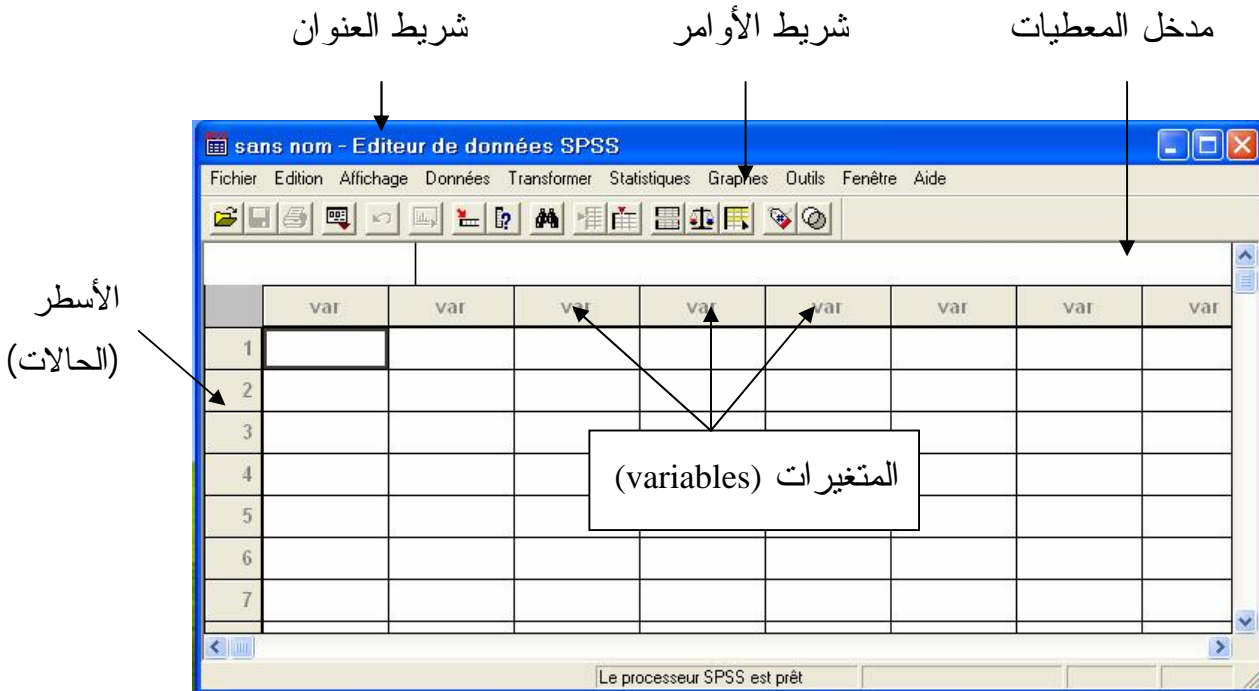 مدخل المعطيات
شريط الأوامر
شريط العنوان
sans nom - Editeur de données SPSS
Fichier Edition Affichage Données Transformer Statistiques Graphes Outils Fenêtre Aide
var var var var var var var var
الأسطر
(الحالات)
1
2
3
4
5
6
7
المتغيرات (variables)
Le processeur SPSS est prêt